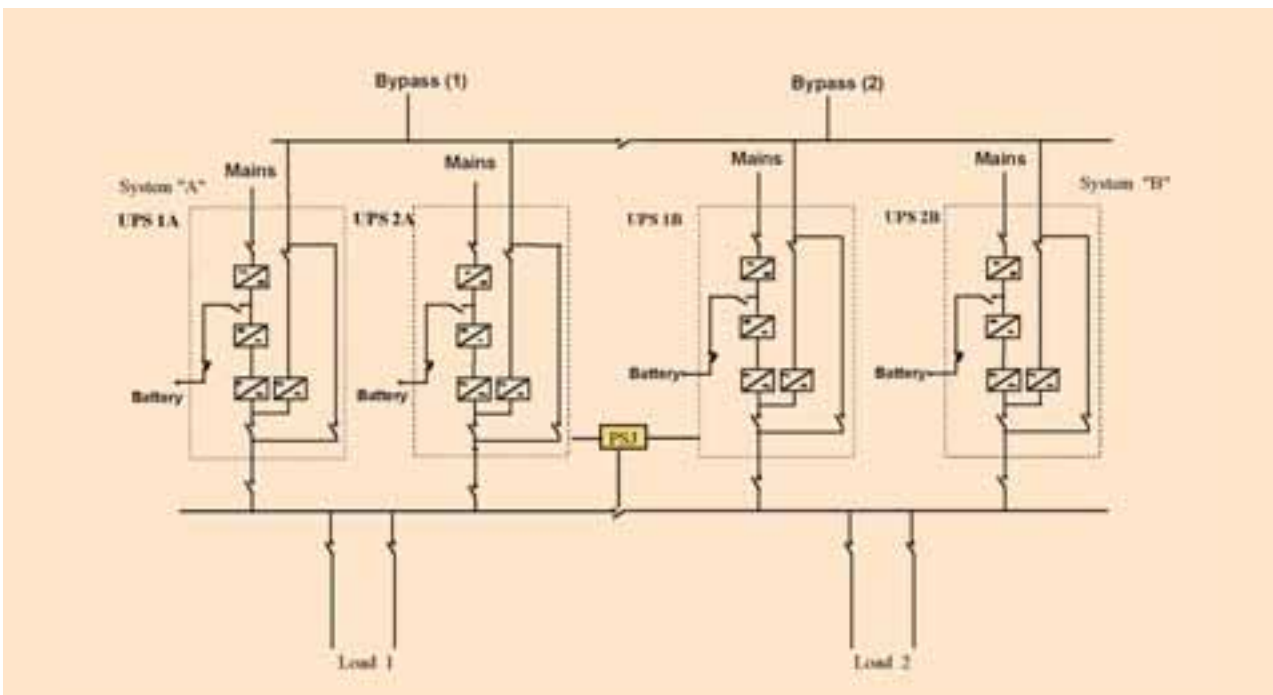 Bypass (1)
Bypass (2)
Mains
Mains
Mains
Mains
System "A"
System "B"
UPS 1A
UPS 2A
UPS 1B
UPS 2B
Battery
Battery
Battery
Battery
PSJ
Load 1
Load 2